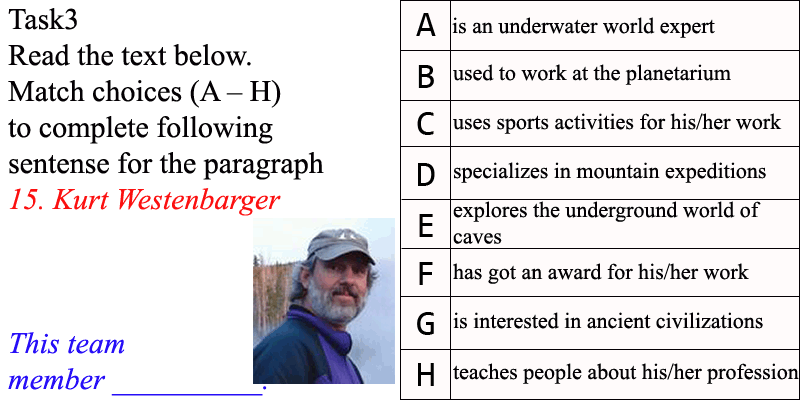 Task3
Read the text below.
Match choices (A – H)
to complete following
sentense for the paragraph
15. Kurt Westenbarger
This team
member __________.
A is an underwater world expert
B used to work at the planetarium
C uses sports activities for his/her work
D specializes in mountain expeditions
E explores the underground world of
caves
F has got an award for his/her work
G is interested in ancient civilizations
H teaches people about his/her profession